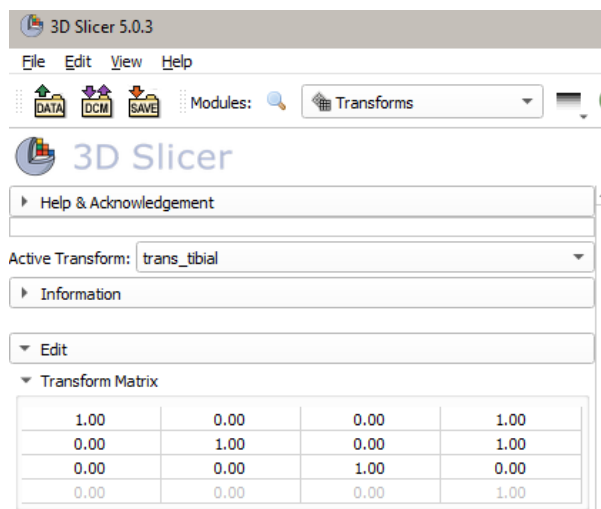 3D Slicer 5.0.3
File Edit View Help
DATA DCM SAVE Modules: Transforms
3D Slicer
Help & Acknowledgement
Active Transform: trans_tibial
Information
Edit
Transform Matrix
1.00 0.00 0.00 1.00
0.00 1.00 0.00 1.00
0.00 0.00 1.00 0.00
0.00 0.00 0.00 1.00